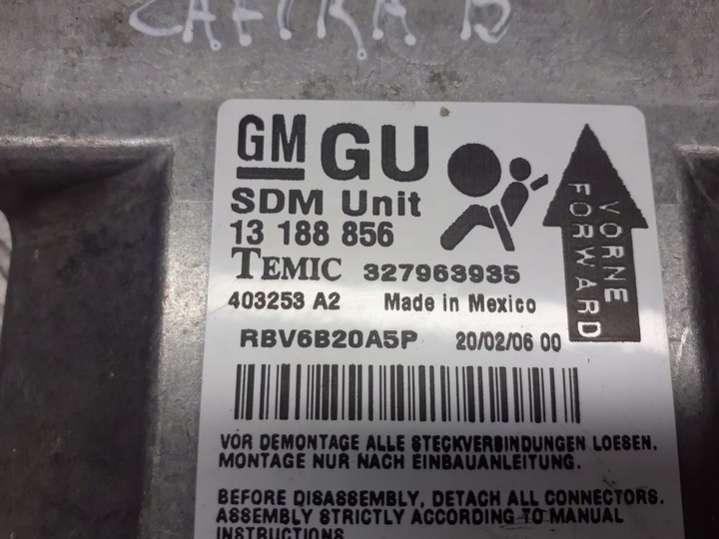 ZAFIRA B
GM GU
SDM Unit
13 188 856
TEMIC 327963935
403253 A2 Made in Mexico
RBV6B20A5P 20/02/06 00
VORNE
FORWARD
VOR DEMONTAGE ALLE STECKVERBINDUNGEN LOESEN.
MONTAGE NUR NACH EINBAUANLEITUNG.
BEFORE DISASSEMBLY, DETACH ALL CONNECTORS.
ASSEMBLY STRICTLY ACCORDING TO MANUAL
INSTRUCTIONS